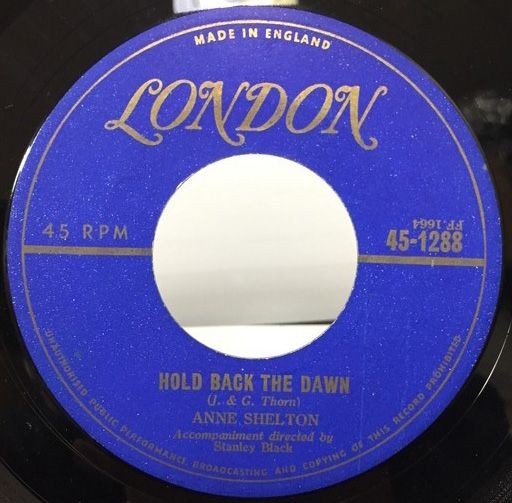 MADE IN ENGLAND
LONDON
45 RPM
FF.1664
45-1288
HOLD BACK THE DAWN
(J. & G. Thorn)
ANNE SHELTON
Accompaniment directed by
Stanley Black
UNAUTHORISED PUBLIC PERFORMANCE, BROADCASTING AND COPYING OF THIS RECORD PROHIBITED